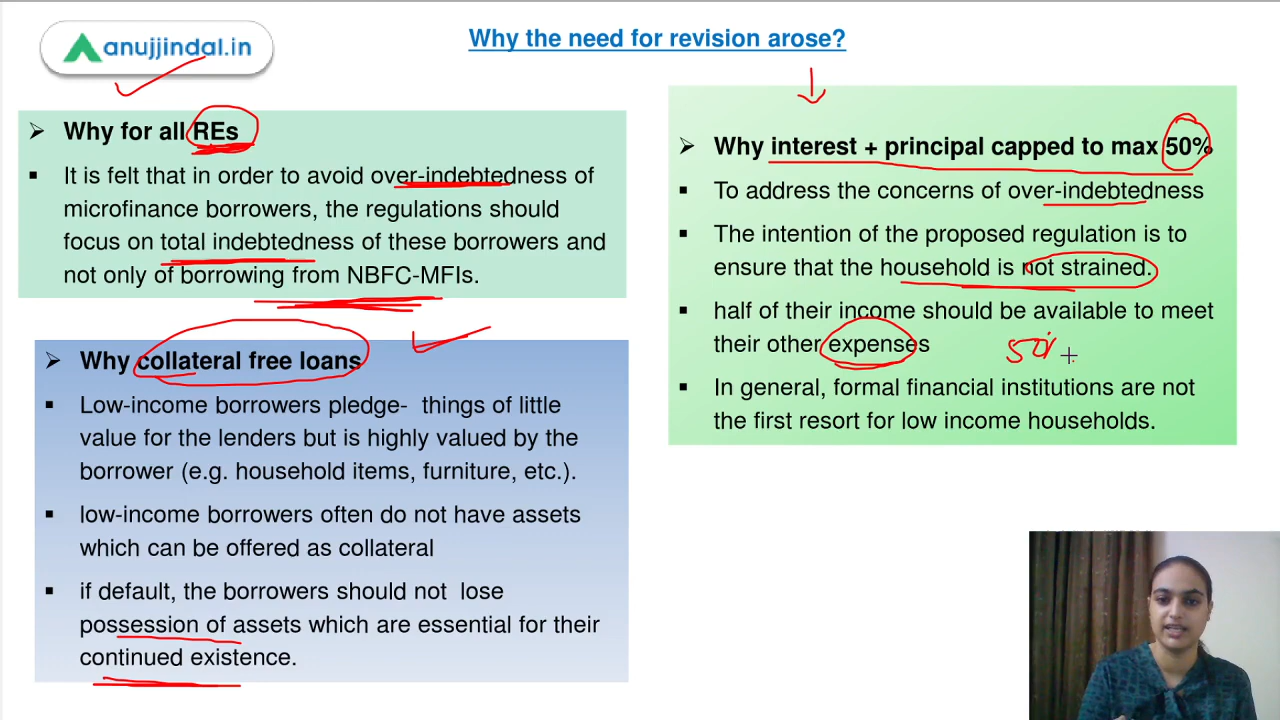 anujjindal.in
Why the need for revision arose?
➢ Why for all REs
▪ It is felt that in order to avoid over-indebtedness of
microfinance borrowers, the regulations should
focus on total indebtedness of these borrowers and
not only of borrowing from NBFC-MFIs.
➢ Why collateral free loans
▪ Low-income borrowers pledge- things of little
value for the lenders but is highly valued by the
borrower (e.g. household items, furniture, etc.).
▪ low-income borrowers often do not have assets
which can be offered as collateral
▪ if default, the borrowers should not lose
possession of assets which are essential for their
continued existence.
➢ Why interest + principal capped to max 50%
▪ To address the concerns of over-indebtedness
▪ The intention of the proposed regulation is to
ensure that the household is not strained.
▪ half of their income should be available to meet
their other expenses
50%
▪ In general, formal financial institutions are not
the first resort for low income households.